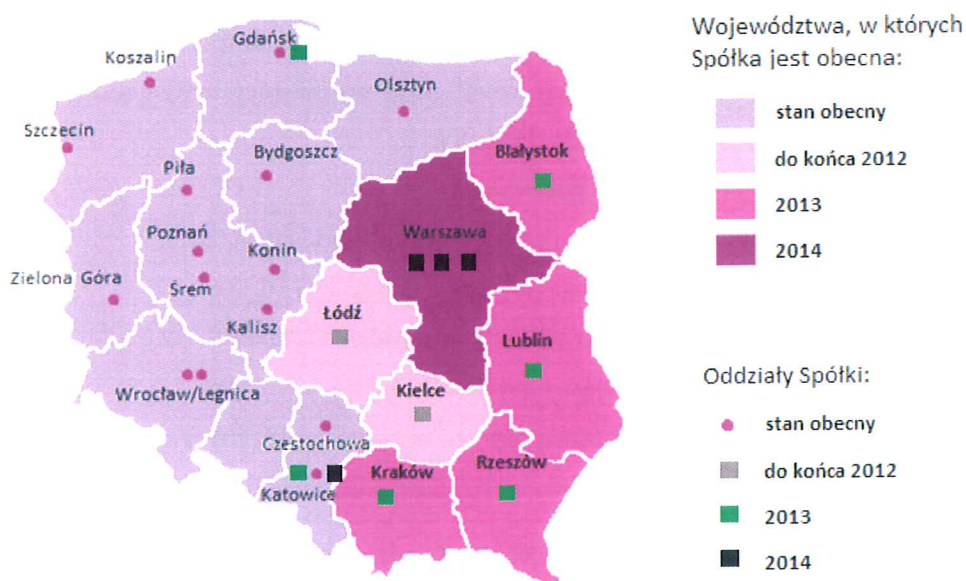 Województwa, w których
Spółka jest obecna:
stan obecny
do końca 2012
2013
2014
Oddziały Spółki:
stan obecny
do końca 2012
2013
2014
Gdańsk
Koszalin
Olsztyn
Szczecin
Bydgoszcz
Białystok
Piła
Poznań
Konin
Warszawa
Zielona Góra
Śrem
Kalisz
Łódź
Lublin
Wrocław/Legnica
Kielce
Częstochowa
Kraków
Rzeszów
Katowice